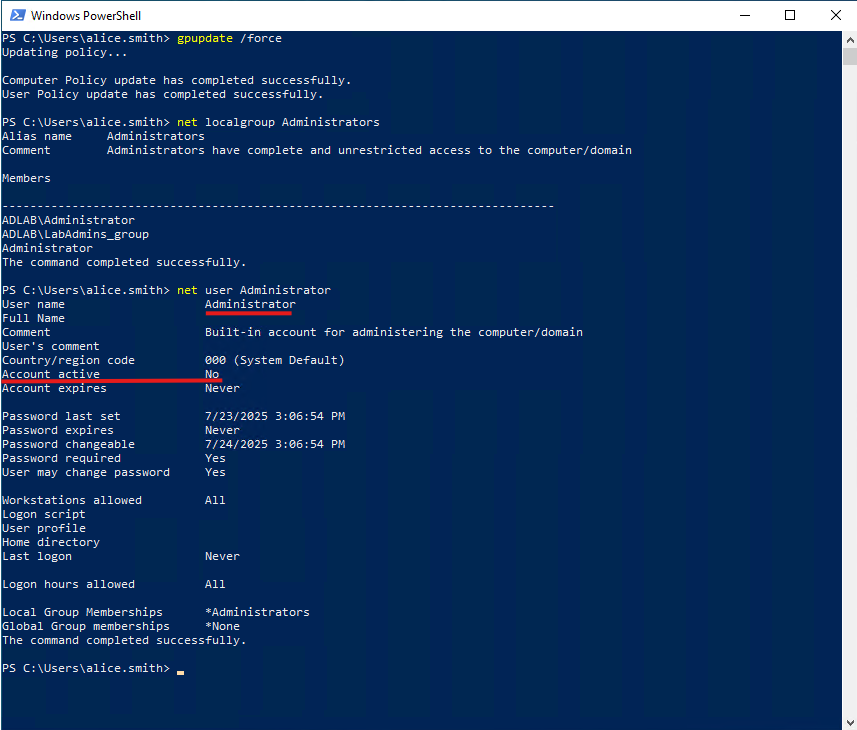 Windows PowerShell
PS C:\Users\alice.smith> gpupdate /force
Updating policy...
Computer Policy update has completed successfully.
User Policy update has completed successfully.
PS C:\Users\alice.smith> net localgroup Administrators
Alias name     Administrators
Comment        Administrators have complete and unrestricted access to the computer/domain
Members
-------------------------------------------------------------------------------
ADLAB\Administrator
ADLAB\LabAdmins_group
Administrator
The command completed successfully.
PS C:\Users\alice.smith> net user Administrator
User name                    Administrator
Full Name
Comment                      Built-in account for administering the computer/domain
User's comment
Country/region code          000 (System Default)
Account active               No
Account expires              Never
Password last set            7/23/2025 3:06:54 PM
Password expires             Never
Password changeable          7/24/2025 3:06:54 PM
Password required            Yes
User may change password     Yes
Workstations allowed         All
Logon script
User profile
Home directory
Last logon                   Never
Logon hours allowed          All
Local Group Memberships      *Administrators
Global Group memberships     *None
The command completed successfully.
PS C:\Users\alice.smith>